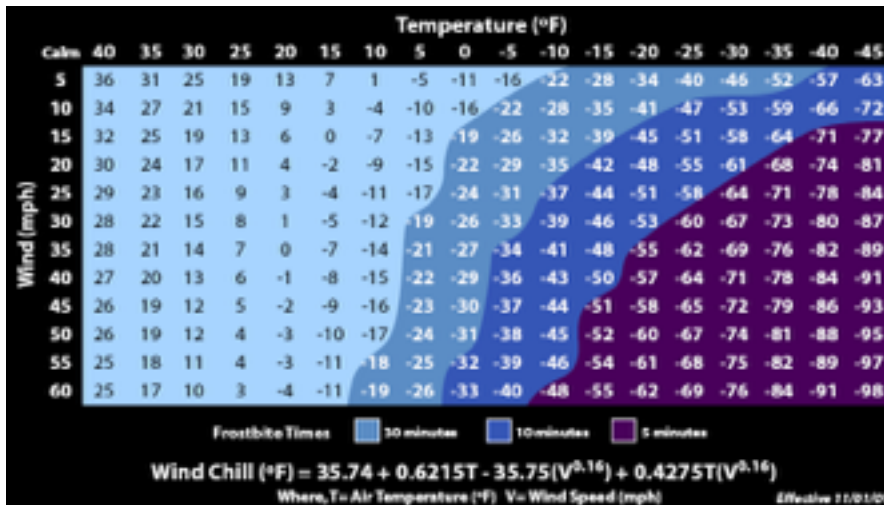 Temperature (°F)
Calm 40 35 30 25 20 15 10 5 0 -5 -10 -15 -20 -25 -30 -35 -40 -45
5 36 31 25 19 13 7 1 -5 -11 -16 -22 -28 -34 -40 -46 -52 -57 -63
10 34 27 21 15 9 3 -4 -10 -16 -22 -28 -35 -41 -47 -53 -59 -66 -72
15 32 25 19 13 6 0 -7 -13 -19 -26 -32 -39 -45 -51 -58 -64 -71 -77
20 30 24 17 11 4 -2 -9 -15 -22 -29 -35 -42 -48 -55 -61 -68 -74 -81
25 29 23 16 9 3 -4 -11 -17 -24 -31 -37 -44 -51 -58 -64 -71 -78 -84
30 28 22 15 8 1 -5 -12 -19 -26 -33 -39 -46 -53 -60 -67 -73 -80 -87
35 28 21 14 7 0 -7 -14 -21 -27 -34 -41 -48 -55 -62 -69 -76 -82 -89
40 27 20 13 6 -1 -8 -15 -22 -29 -36 -43 -50 -57 -64 -71 -78 -84 -91
45 26 19 12 5 -2 -9 -16 -23 -30 -37 -44 -51 -58 -65 -72 -79 -86 -93
50 26 19 12 4 -3 -10 -17 -24 -31 -38 -45 -52 -60 -67 -74 -81 -88 -95
55 25 18 11 4 -3 -11 -18 -25 -32 -39 -46 -54 -61 -68 -75 -82 -89 -97
60 25 17 10 3 -4 -11 -19 -26 -33 -40 -48 -55 -62 -69 -76 -84 -91 -98
Wind (mph)
Frostbite Times 30 minutes 10 minutes 5 minutes
Wind Chill (°F) = 35.74 + 0.6215T - 35.75(V^0.16) + 0.4275T(V^0.16)
Where, T= Air Temperature (°F) V= Wind Speed (mph)
Effective 11/01/0